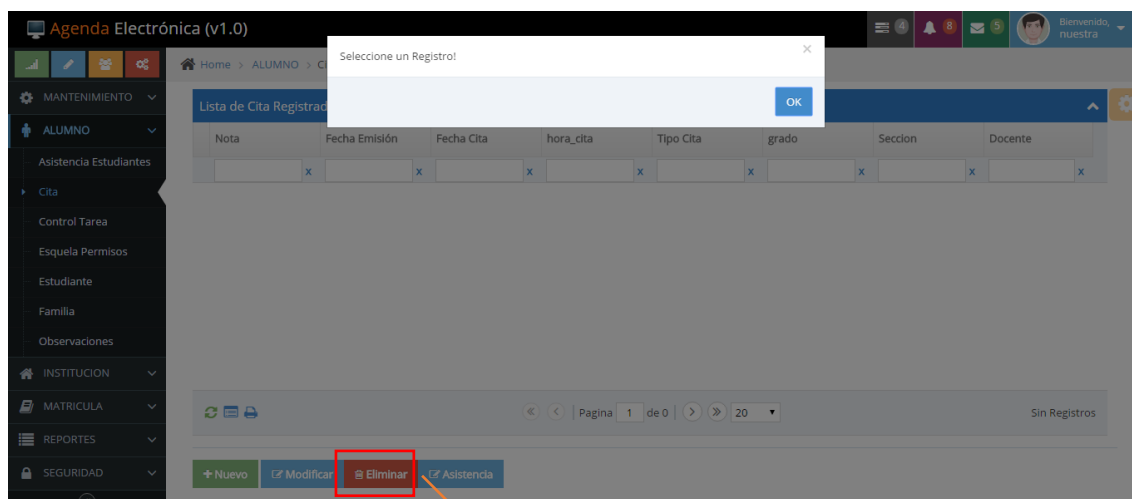 Agenda Electrónica (v1.0)
4
8
5
Bienvenido,
nuestra
Seleccione un Registro!
×
OK
Home > ALUMNO > Ci
MANTENIMIENTO
ALUMNO
Asistencia Estudiantes
Cita
Control Tarea
Esquela Permisos
Estudiante
Familia
Observaciones
INSTITUCION
MATRICULA
REPORTES
SEGURIDAD
Lista de Cita Registrad
Nota Fecha Emisión Fecha Cita hora_cita Tipo Cita grado Seccion Docente
x x x x x x x x
Pagina 1 de 0 20
Sin Registros
+Nuevo Modificar Eliminar Asistencia